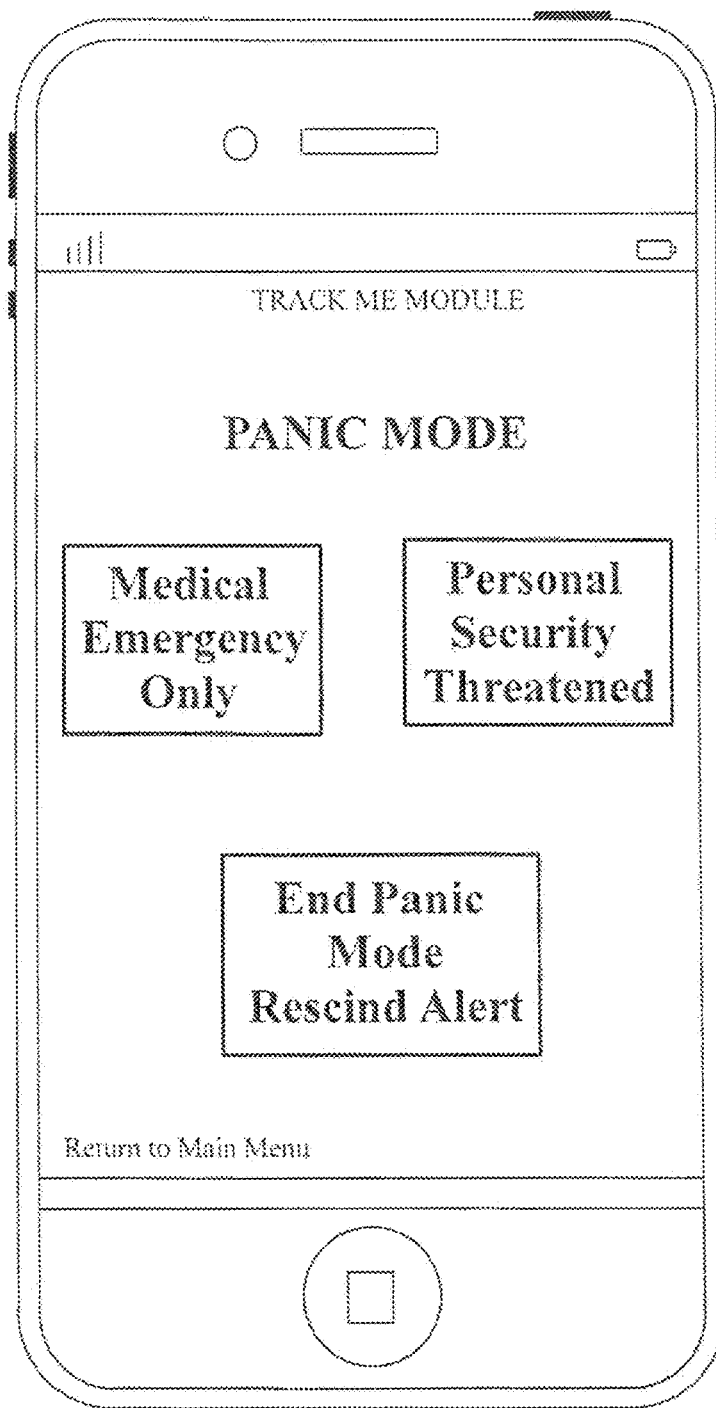 TRACK ME MODULE
PANIC MODE
Medical
Emergency
Only
Personal
Security
Threatened
End Panic
Mode
Rescind Alert
Return to Main Menu